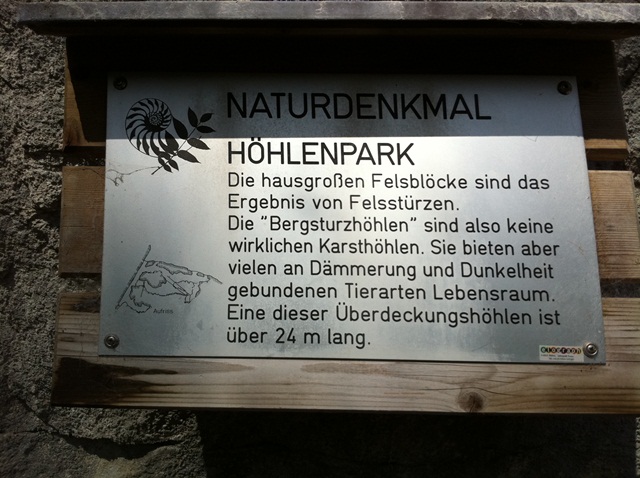 NATURDENKMAL
HÖHLENPARK
Die hausgroßen Felsblöcke sind das
Ergebnis von Felsstürzen.
Die "Bergsturzhöhlen" sind also keine
wirklichen Karsthöhlen. Sie bieten aber
vielen an Dämmerung und Dunkelheit
gebundenen Tierarten Lebensraum.
Eine dieser Überdeckungshöhlen ist
über 24 m lang.
Aufriss